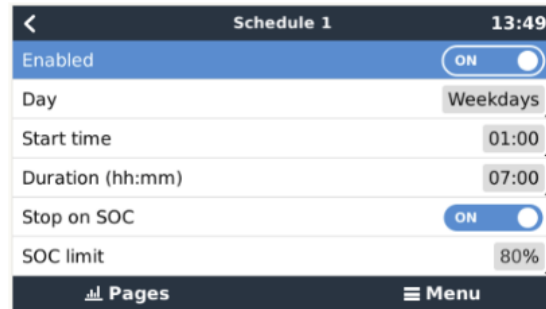 Schedule 1 13:49
Enabled ON
Day Weekdays
Start time 01:00
Duration (hh:mm) 07:00
Stop on SOC ON
SOC limit 80%
Pages Menu